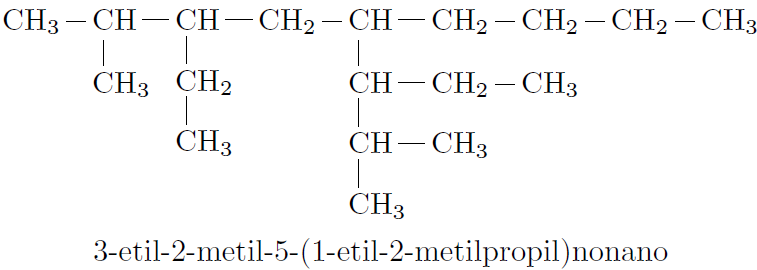 CH₃ – CH – CH – CH₂ – CH – CH₂ – CH₂ – CH₂ – CH₃
CH₃ CH₂ CH – CH₂ – CH₃
CH₃ CH – CH₃
CH₃
3-etil-2-metil-5-(1-etil-2-metilpropil)nonano